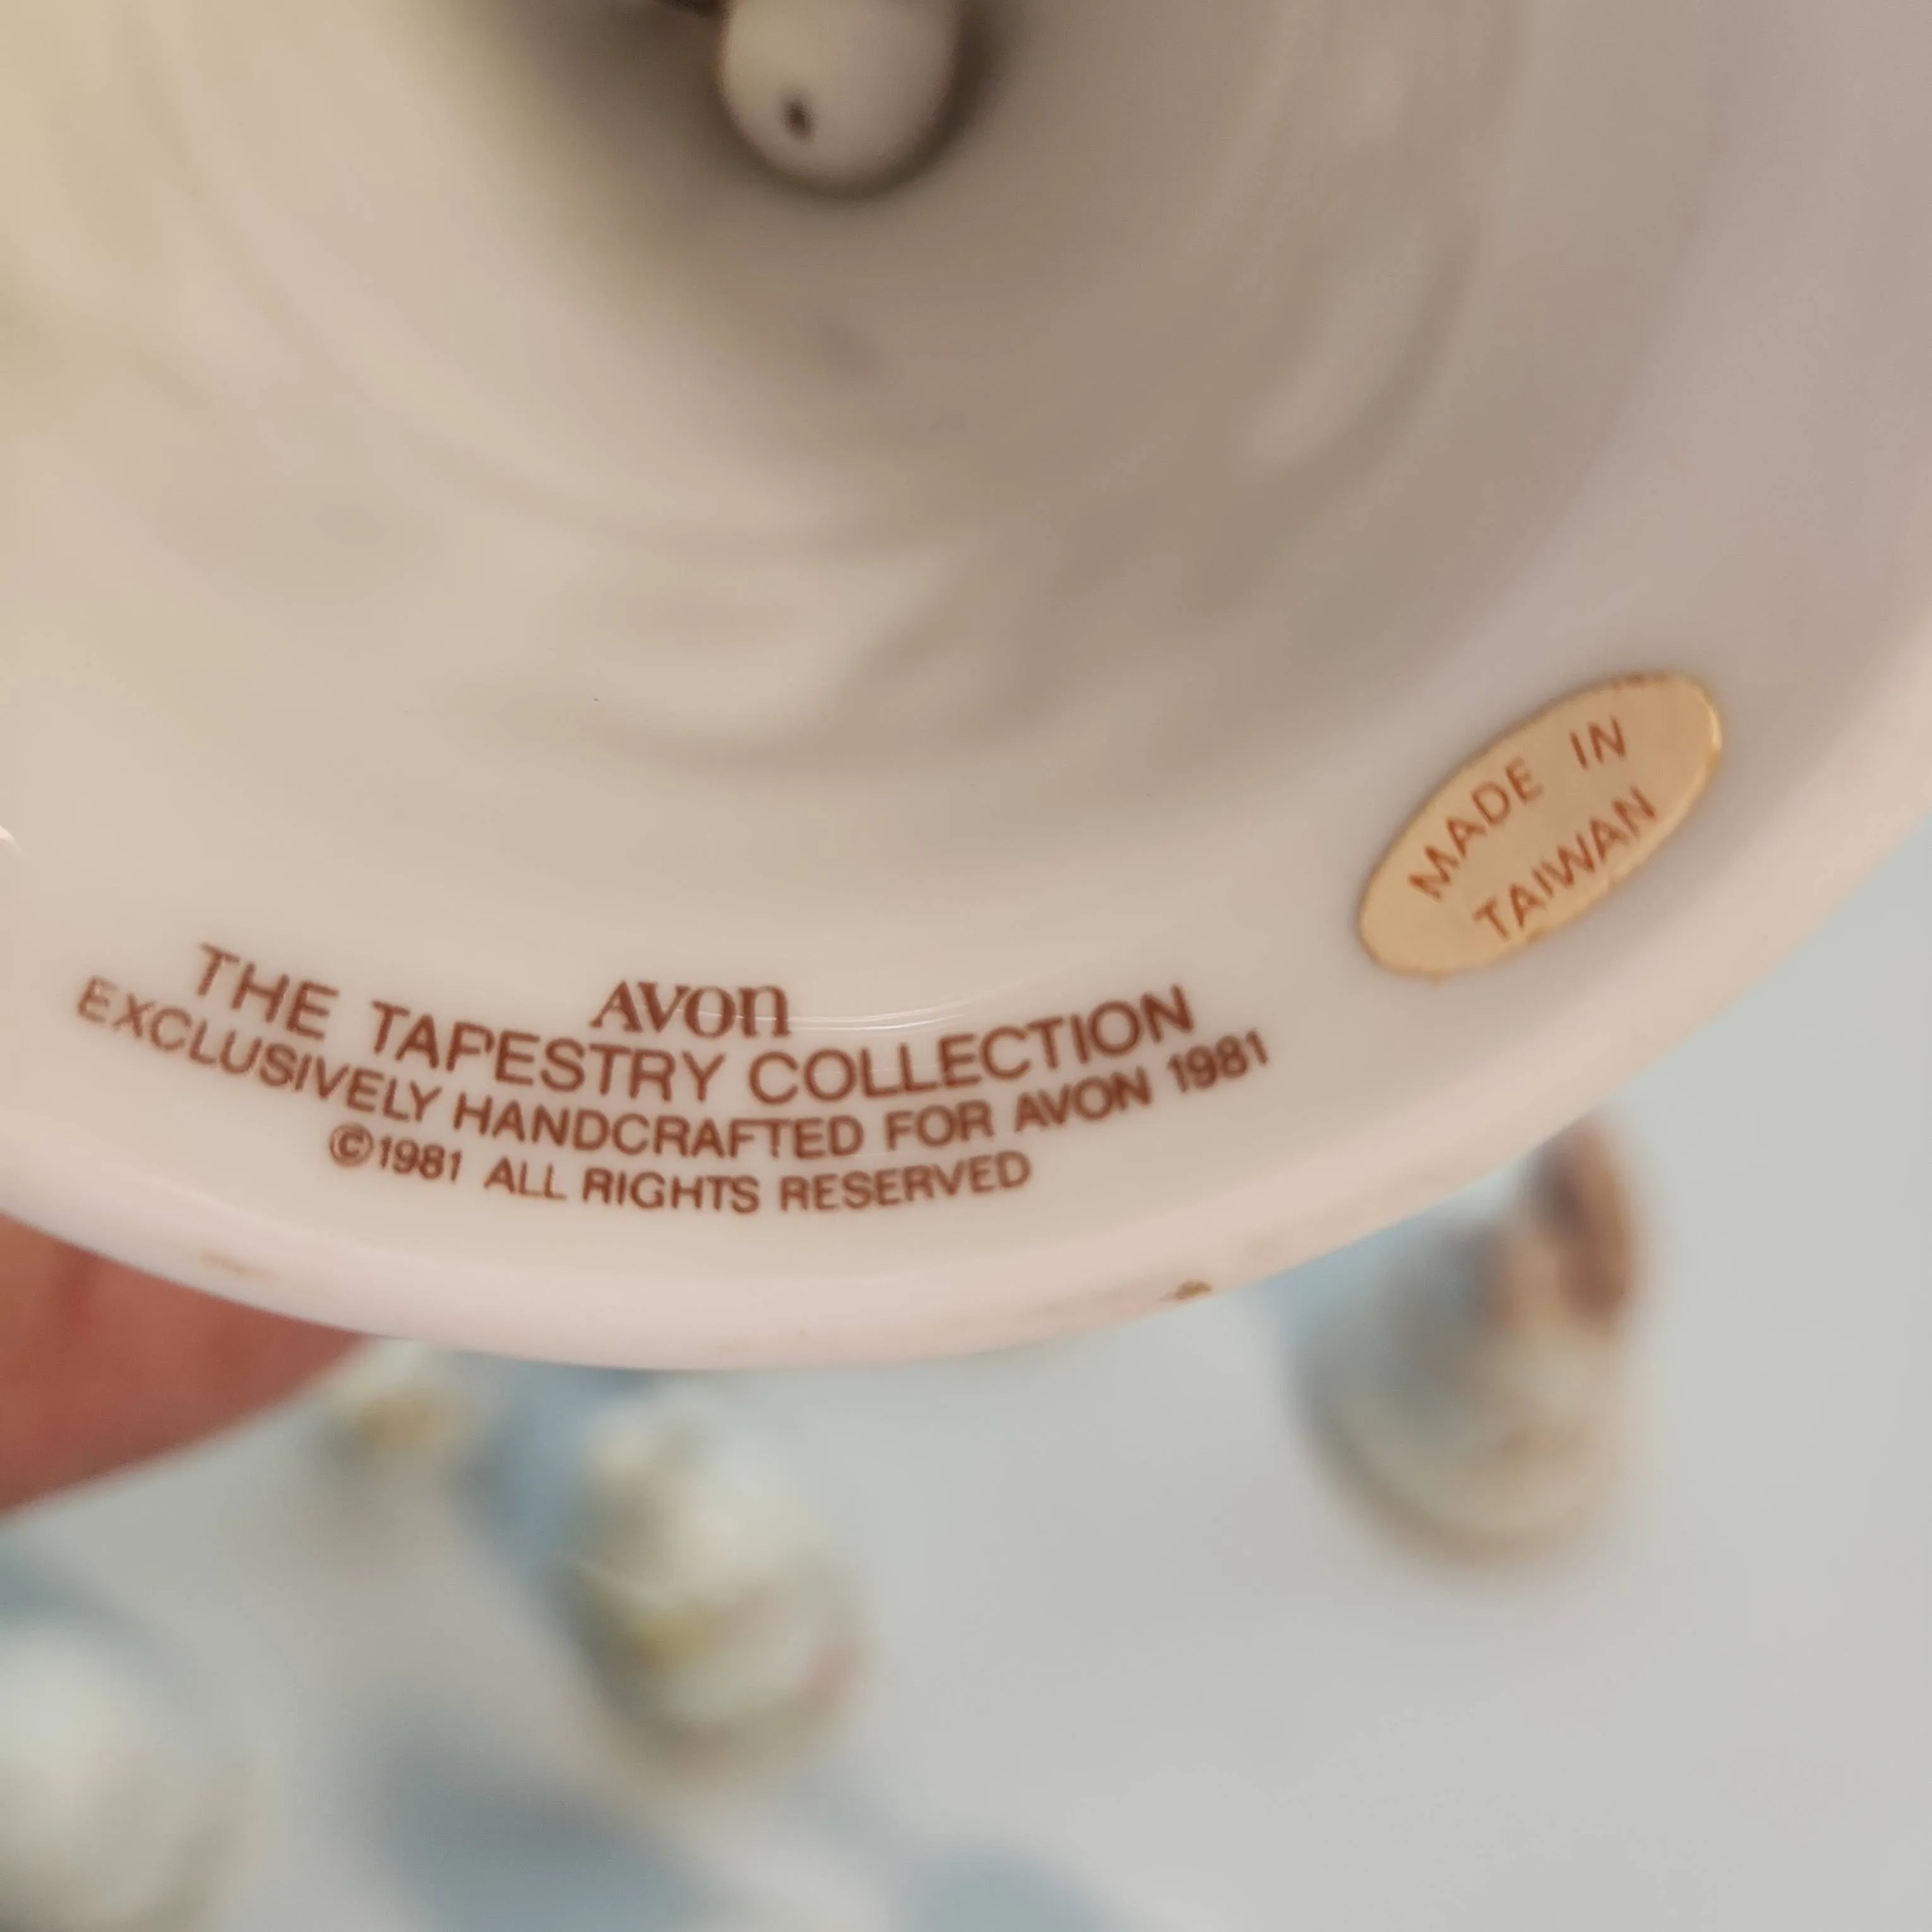 AVON
THE TAPESTRY COLLECTION
EXCLUSIVELY HANDCRAFTED FOR AVON 1981
©1981 ALL RIGHTS RESERVED
MADE IN
TAIWAN